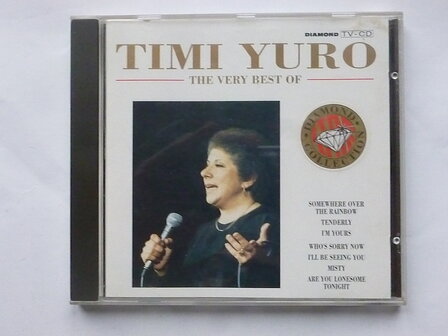 DIAMOND TV-CD
TIMI YURO
THE VERY BEST OF
DIAMOND
COLLECTION
SOMEWHERE OVER
THE RAINBOW
TENDERLY
I'M YOURS
WHO'S SORRY NOW
I'LL BE SEEING YOU
MISTY
ARE YOU LONESOME
TONIGHT